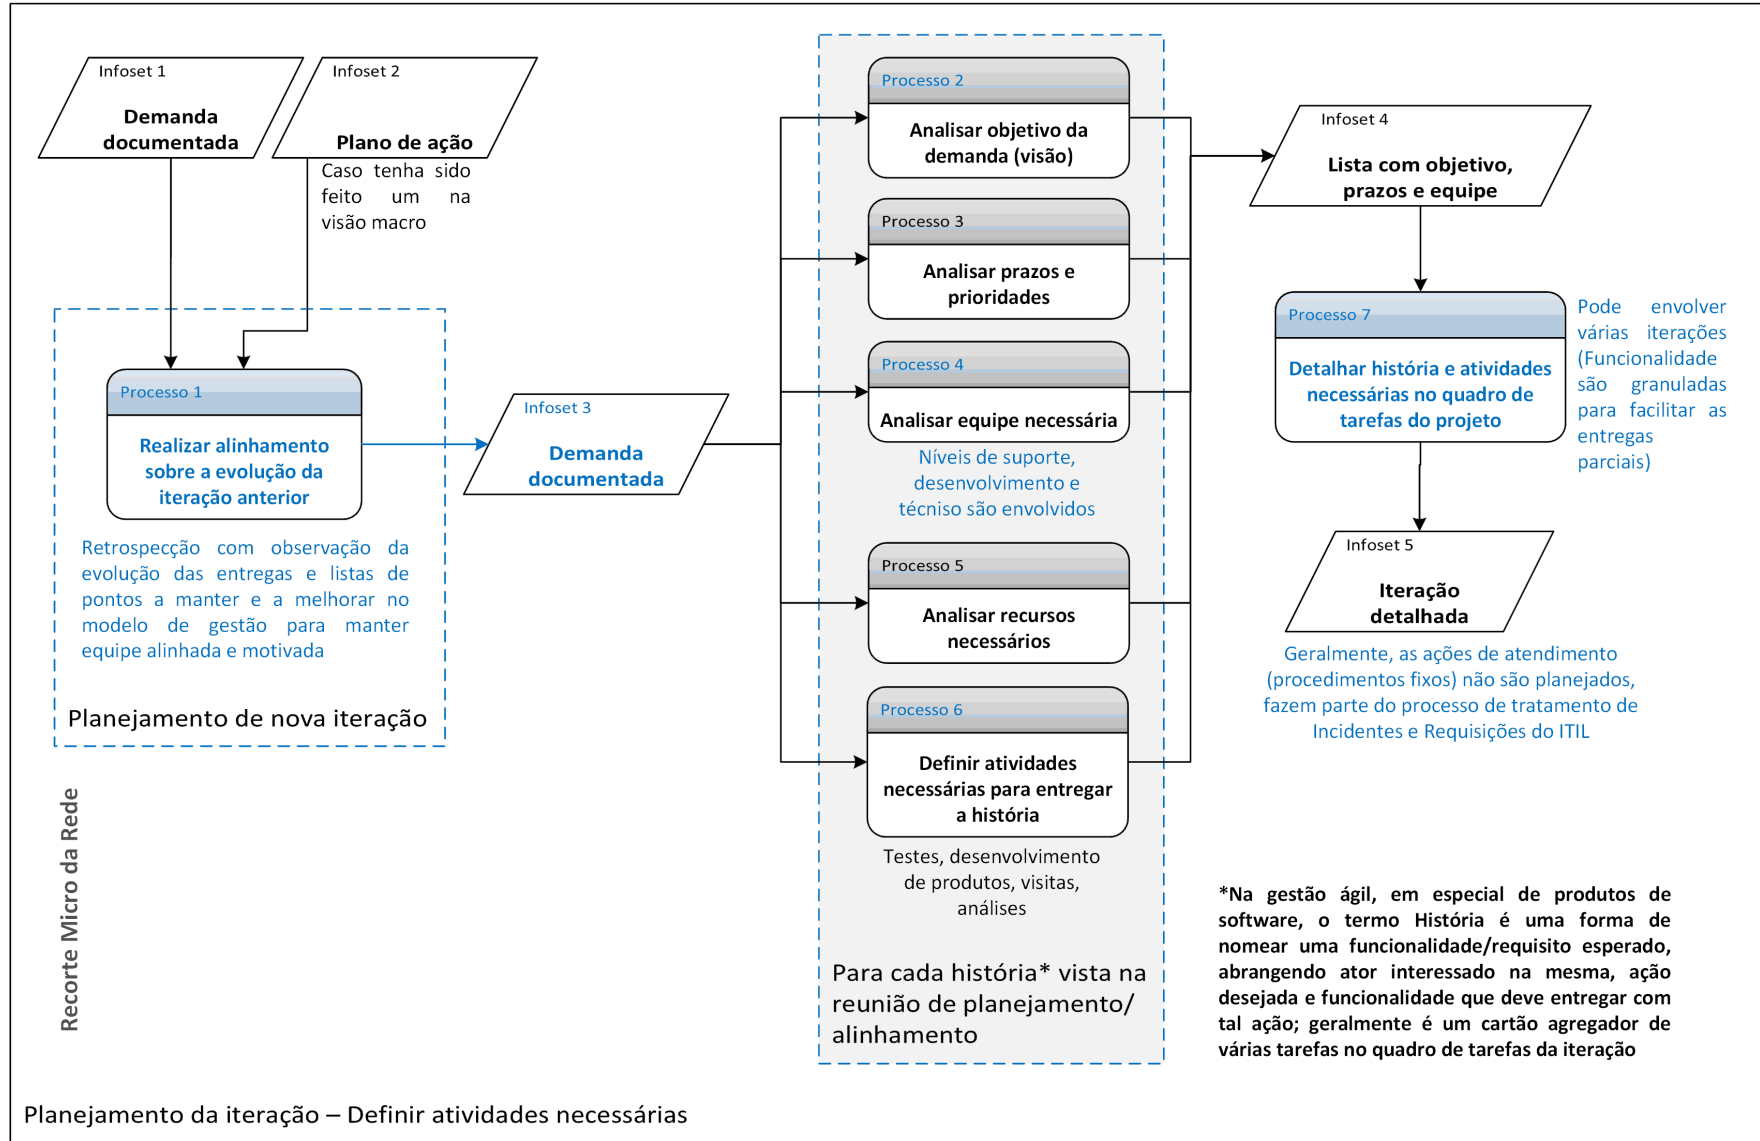 Infoset 1
Demanda
documentada
Infoset 2
Plano de ação
Caso tenha sido
feito um na
visão macro
Processo 1
Realizar alinhamento
sobre a evolução da
iteração anterior
Retrospecção com observação da
evolução das entregas e listas de
pontos a manter e a melhorar no
modelo de gestão para manter
equipe alinhada e motivada
Planejamento de nova iteração
Infoset 3
Demanda
documentada
Processo 2
Analisar objetivo da
demanda (visão)
Processo 3
Analisar prazos e
prioridades
Processo 4
Analisar equipe necessária
Níveis de suporte,
desenvolvimento e
técniso são envolvidos
Processo 5
Analisar recursos
necessários
Processo 6
Definir atividades
necessárias para entregar
a história
Testes, desenvolvimento
de produtos, visitas,
análises
Para cada história* vista na
reunião de planejamento/
alinhamento
Infoset 4
Lista com objetivo,
prazos e equipe
Processo 7
Detalhar história e atividades
necessárias no quadro de
tarefas do projeto
Pode envolver
várias iterações
(Funcionalidade
são granuladas
para facilitar as
entregas
parciais)
Infoset 5
Iteração
detalhada
Geralmente, as ações de atendimento
(procedimentos fixos) não são planejados,
fazem parte do processo de tratamento de
Incidentes e Requisições do ITIL
*Na gestão ágil, em especial de produtos de
software, o termo História é uma forma de
nomear uma funcionalidade/requisito esperado,
abrangendo ator interessado na mesma, ação
desejada e funcionalidade que deve entregar com
tal ação; geralmente é um cartão agregador de
várias tarefas no quadro de tarefas da iteração
Recorte Micro da Rede
Planejamento da iteração – Definir atividades necessárias